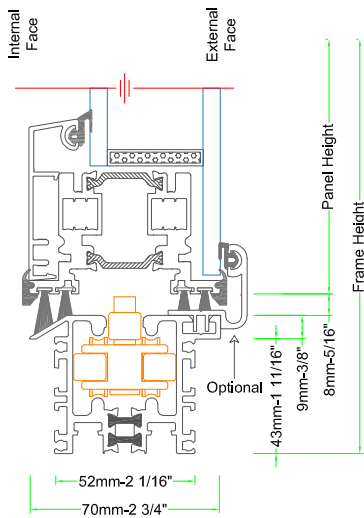 Internal
Face
External
Face
Panel Height
Frame Height
Optional
43mm-1 11/16"
9mm-3/8"
8mm-5/16"
52mm-2 1/16"
70mm-2 3/4"